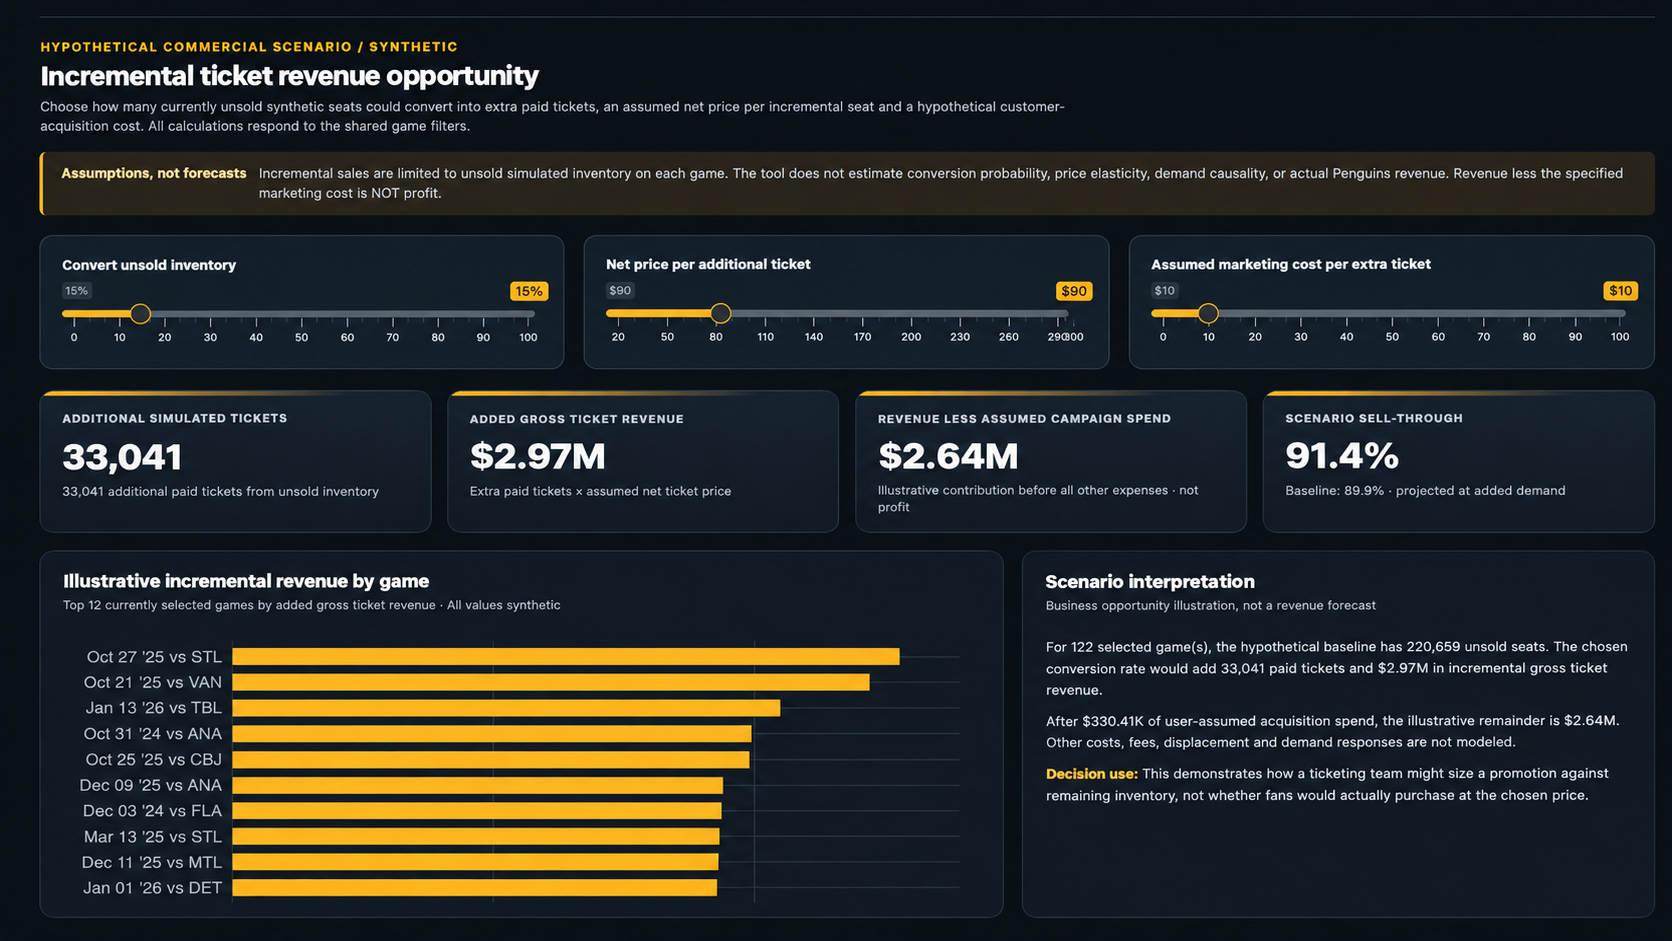 HYPOTHETICAL COMMERCIAL SCENARIO / SYNTHETIC
Incremental ticket revenue opportunity
Choose how many currently unsold synthetic seats could convert into extra paid tickets, an assumed net price per incremental seat and a hypothetical customer-
acquisition cost. All calculations respond to the shared game filters.
Assumptions, not forecasts Incremental sales are limited to unsold simulated inventory on each game. The tool does not estimate conversion probability, price elasticity, demand causality, or actual Penguins revenue. Revenue less the specified
marketing cost is NOT profit.
Convert unsold inventory
15% 15%
0 10 20 30 40 50 60 70 80 90 100
Net price per additional ticket
$90 $90
20 50 80 110 140 170 200 230 260 290 300
Assumed marketing cost per extra ticket
$10 $10
0 10 20 30 40 50 60 70 80 90 100
ADDITIONAL SIMULATED TICKETS
33,041
33,041 additional paid tickets from unsold inventory
ADDED GROSS TICKET REVENUE
$2.97M
Extra paid tickets × assumed net ticket price
REVENUE LESS ASSUMED CAMPAIGN SPEND
$2.64M
Illustrative contribution before all other expenses · not
profit
SCENARIO SELL-THROUGH
91.4%
Baseline: 89.9% · projected at added demand
Illustrative incremental revenue by game
Top 12 currently selected games by added gross ticket revenue · All values synthetic
Oct 27 '25 vs STL
Oct 21 '25 vs VAN
Jan 13 '26 vs TBL
Oct 31 '24 vs ANA
Oct 25 '25 vs CBJ
Dec 09 '25 vs ANA
Dec 03 '24 vs FLA
Mar 13 '25 vs STL
Dec 11 '25 vs MTL
Jan 01 '26 vs DET
Scenario interpretation
Business opportunity illustration, not a revenue forecast
For 122 selected game(s), the hypothetical baseline has 220,659 unsold seats. The chosen
conversion rate would add 33,041 paid tickets and $2.97M in incremental gross ticket
revenue.
After $330.41K of user-assumed acquisition spend, the illustrative remainder is $2.64M.
Other costs, fees, displacement and demand responses are not modeled.
Decision use: This demonstrates how a ticketing team might size a promotion against
remaining inventory, not whether fans would actually purchase at the chosen price.